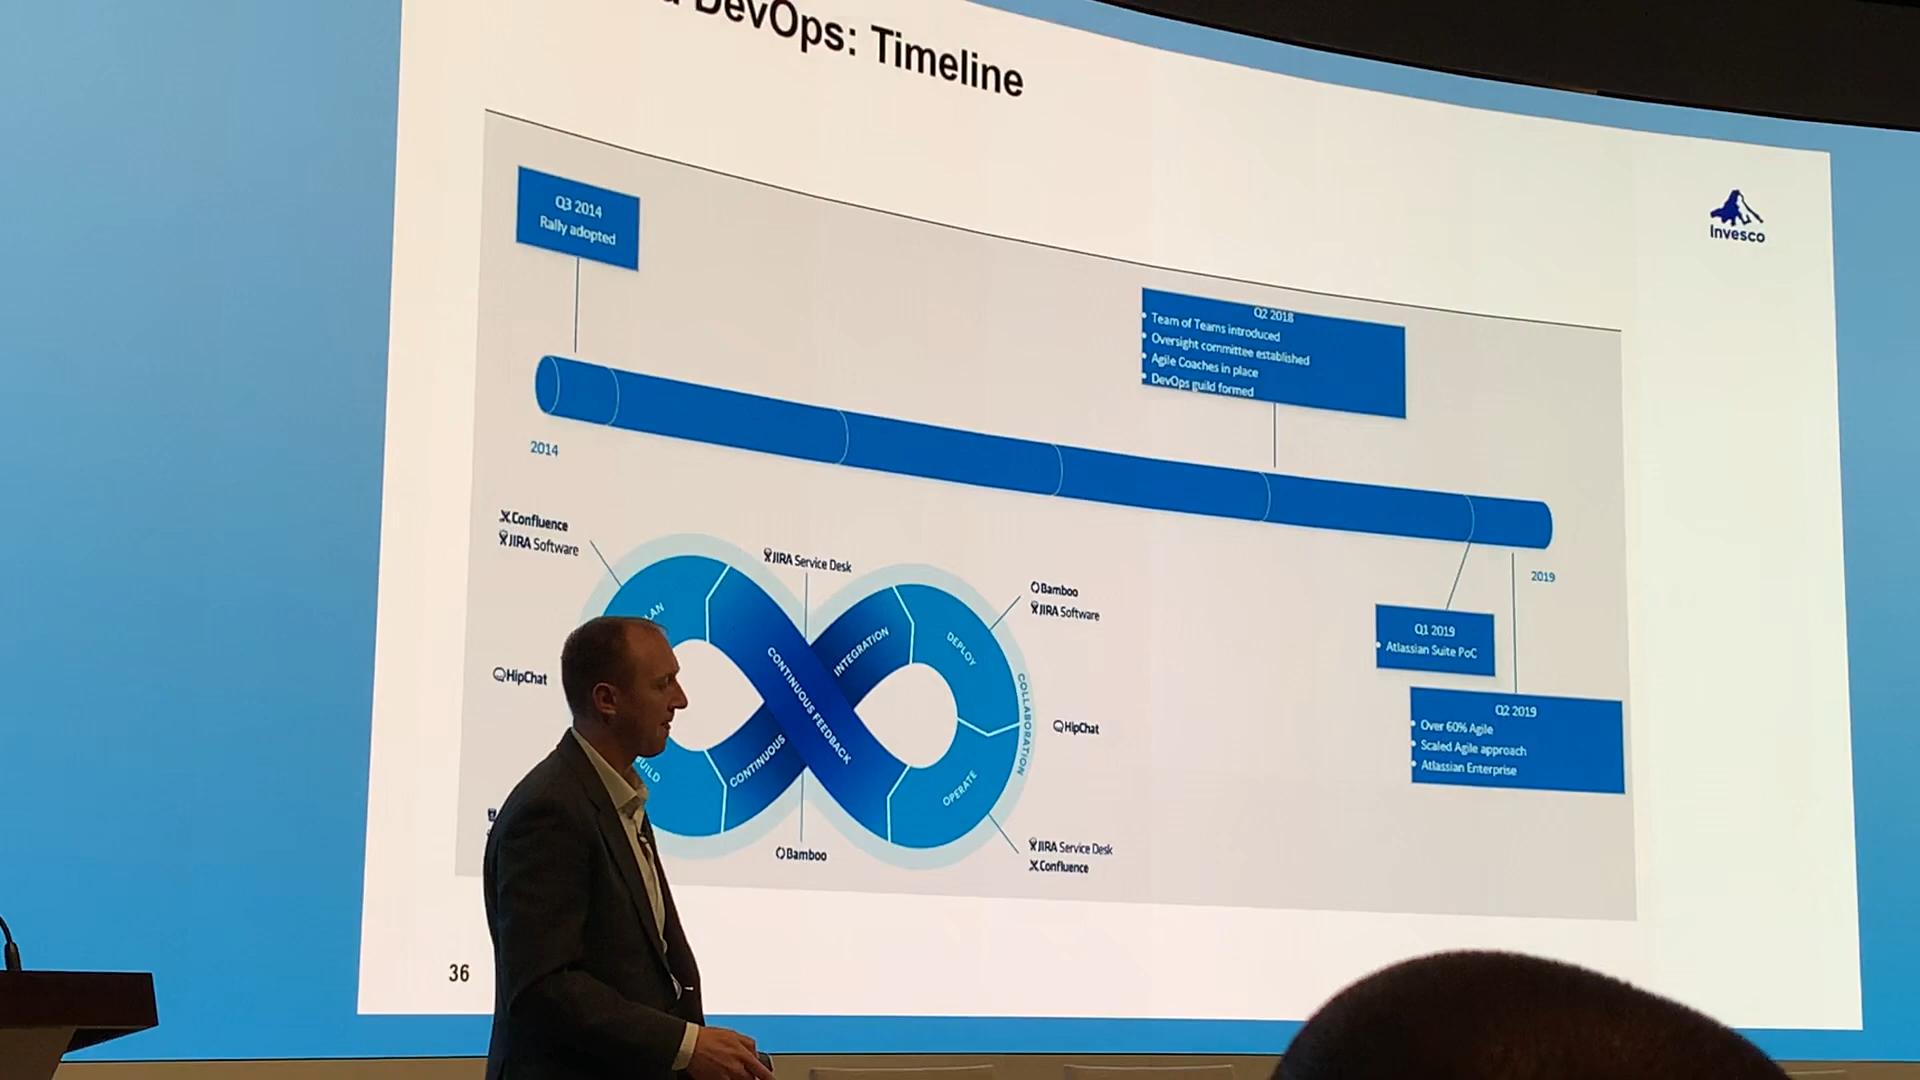 DevOps: Timeline
Invesco
Q3 2014
Rally adopted
Q2 2018
Team of Teams introduced
Oversight committee established
Agile Coaches in place
DevOps guild formed
2014
2019
Q1 2019
Atlassian Suite PoC
Q2 2019
Over 60% Agile
Scaled Agile approach
Atlassian Enterprise
Confluence
JIRA Software
JIRA Service Desk
Bamboo
JIRA Software
HipChat
HipChat
CONTINUOUS FEEDBACK
CONTINUOUS INTEGRATION
DEPLOY
OPERATE
COLLABORATION
Bamboo
JIRA Service Desk
Confluence
36